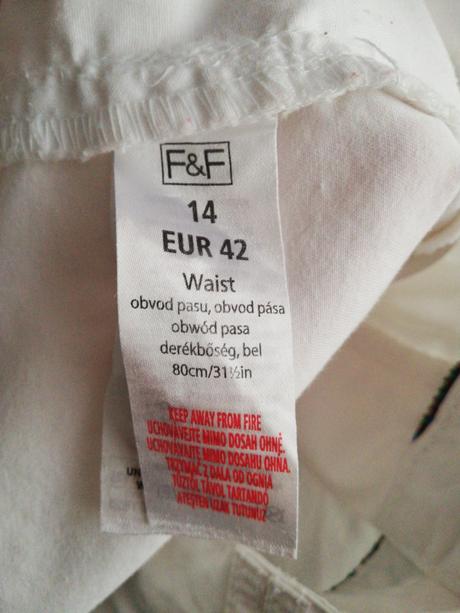 F&F
14
EUR 42
Waist
obvod pasu, obvod pása
obwód pasa
derékbőség, bel
80cm/31½in
KEEP AWAY FROM FIRE
UCHOVÁVEJTE MIMO DOSAH OHNĚ.
UCHOVÁVAJTE MIMO DOSAHU OHŇA.
TRZYMAĆ Z DALA OD OGNIA
TŰZTŐL TÁVOL TARTANDÓ
ATEŞTEN UZAK TUTUNUZ
UN